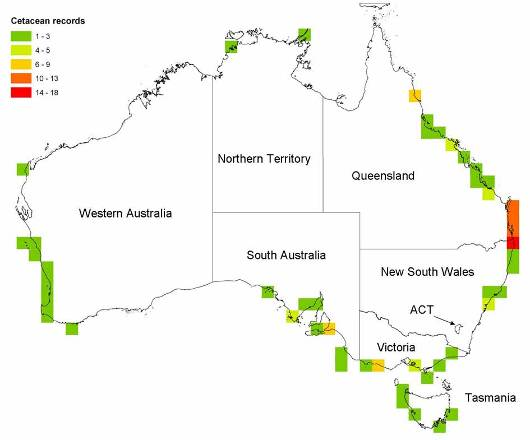 Cetacean records
1 - 3
4 - 5
6 - 9
10 - 13
14 - 18
Northern Territory
Queensland
Western Australia
South Australia
New South Wales
ACT
Victoria
Tasmania